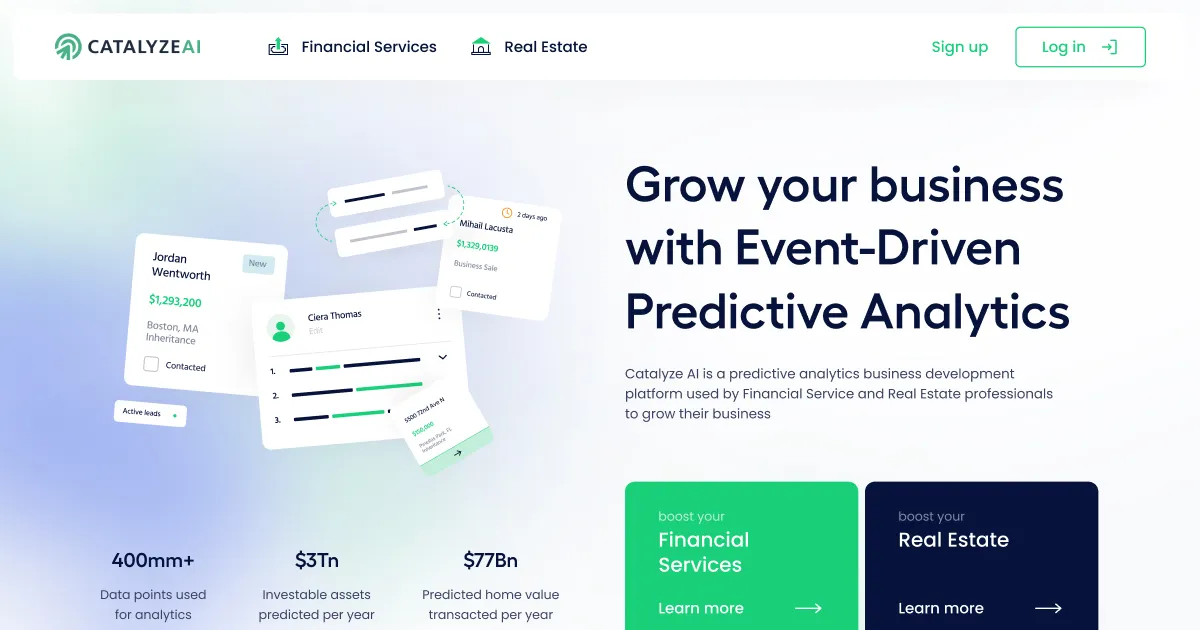 CATALYZEAI
Financial Services
Real Estate
Sign up
Log in
Grow your business
with Event-Driven
Predictive Analytics
Catalyze AI is a predictive analytics business development
platform used by Financial Service and Real Estate professionals
to grow their business
2 days ago
Mihail Lacusta
$1,329,0139
Business Sale
Contacted
Jordan
Wentworth
New
$1,293,200
Boston, MA
Inheritance
Contacted
Ciera Thomas
Edit
1.
2.
3.
Active leads
5500 72nd Ave N
$150,000
Pinellas Park, FL
Inheritance
400mm+
Data points used
for analytics
$3Tn
Investable assets
predicted per year
$77Bn
Predicted home value
transacted per year
boost your
Financial
Services
Learn more
boost your
Real Estate
Learn more